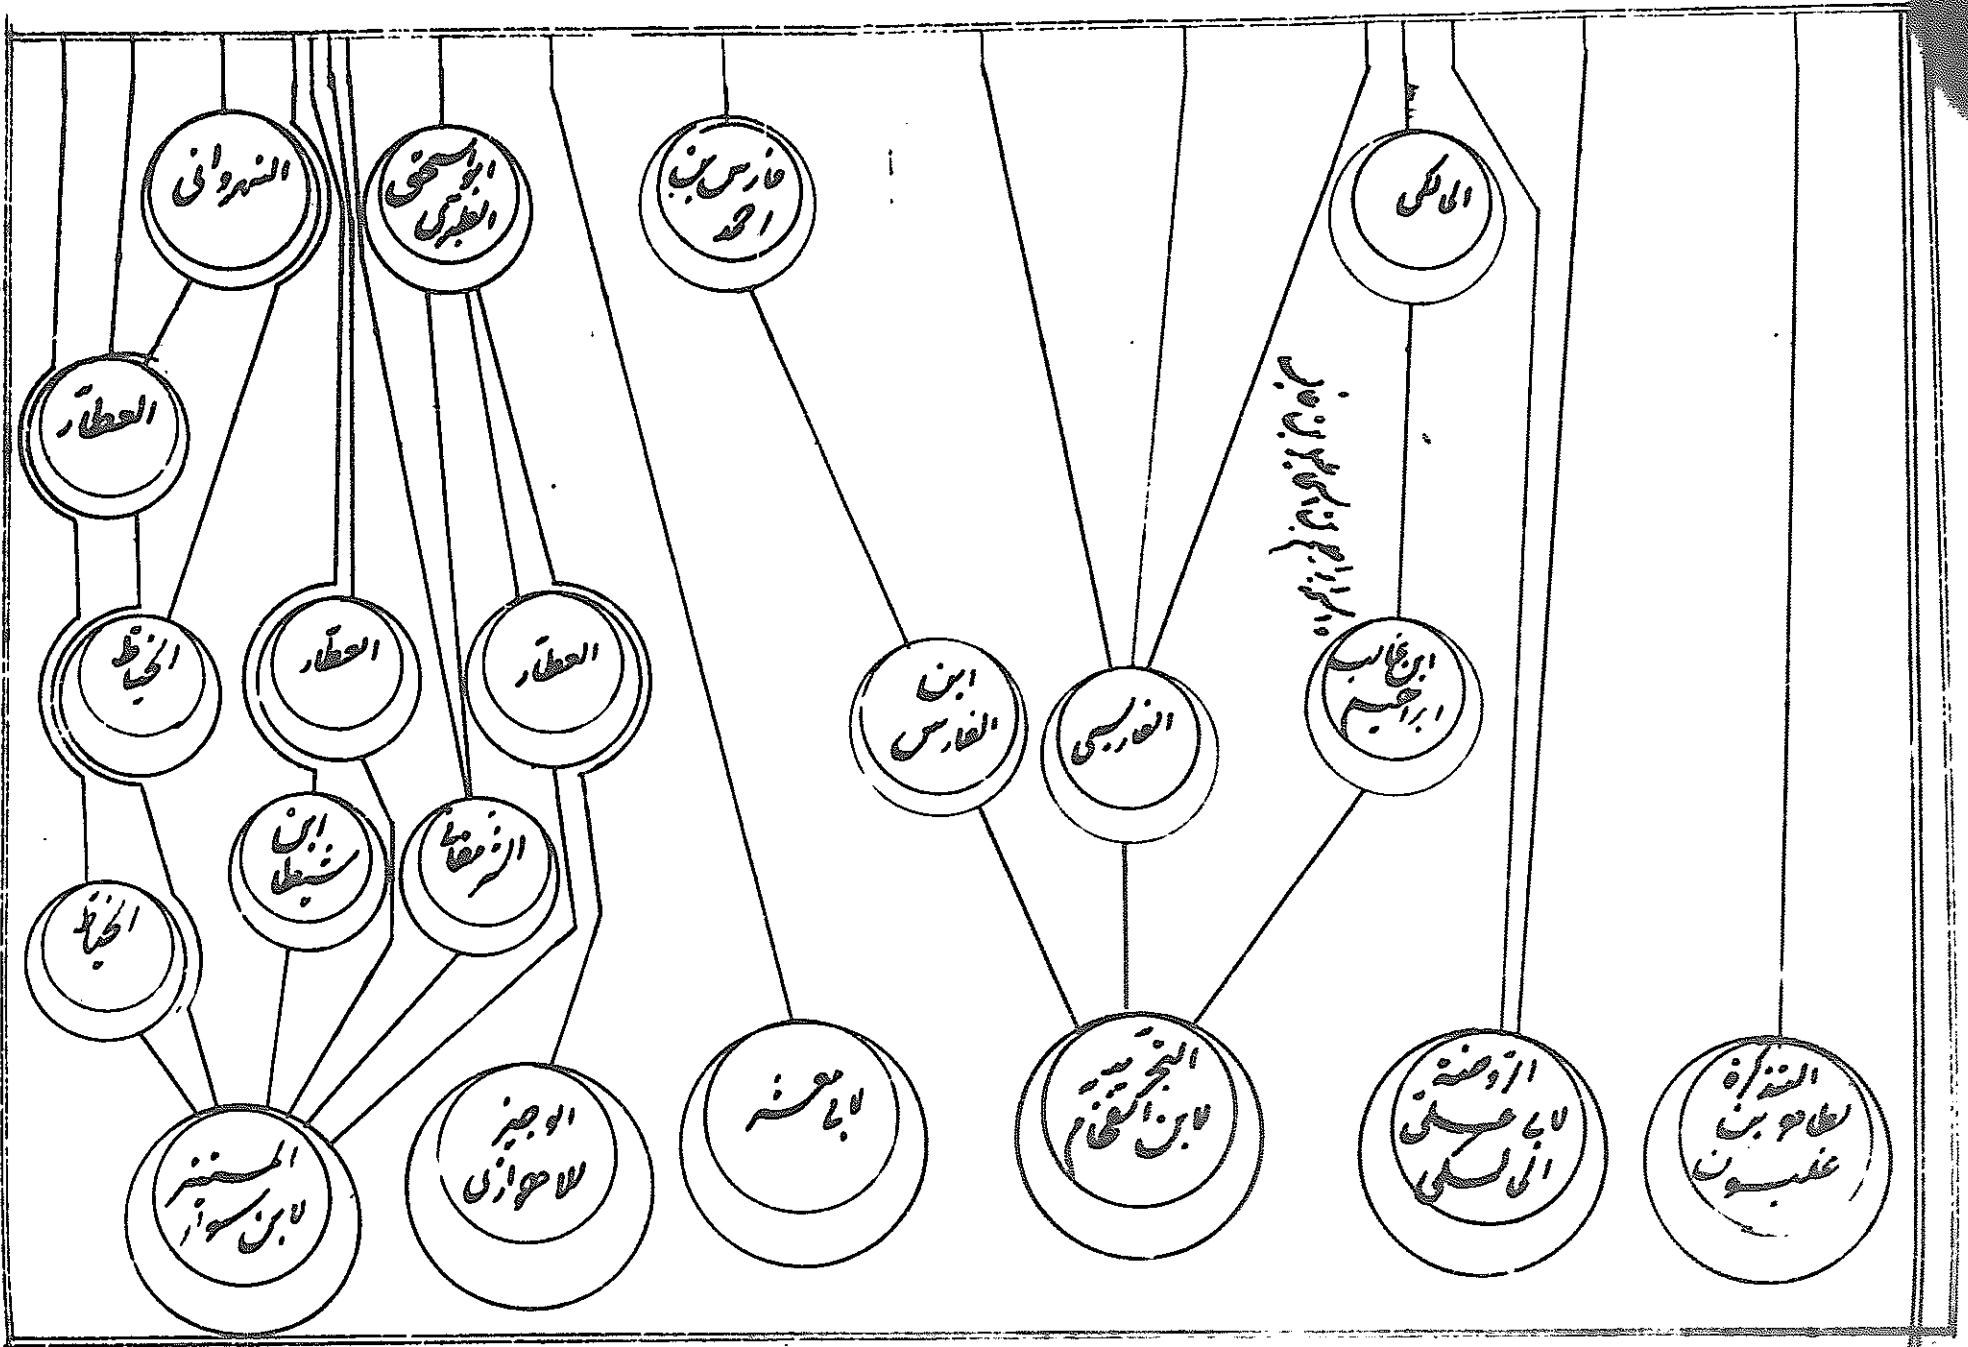 المالكي
فارس بن
احمد
ابو اسحق
الطبري
النهرواني
العطار
ابن غالب
ابراهيم
الفارسي
ابن
الفارس
العطار
العطار
الخياط
الشرمقاني
ابن
شيطا
الخياط
التذكرة
لطاهر بن
غلبون
الروضة
لابي علي
المالكي
التجريد
لابن الفحام
لابي معشر
الوجيز
للاهوازي
المستنير
لابن سوار